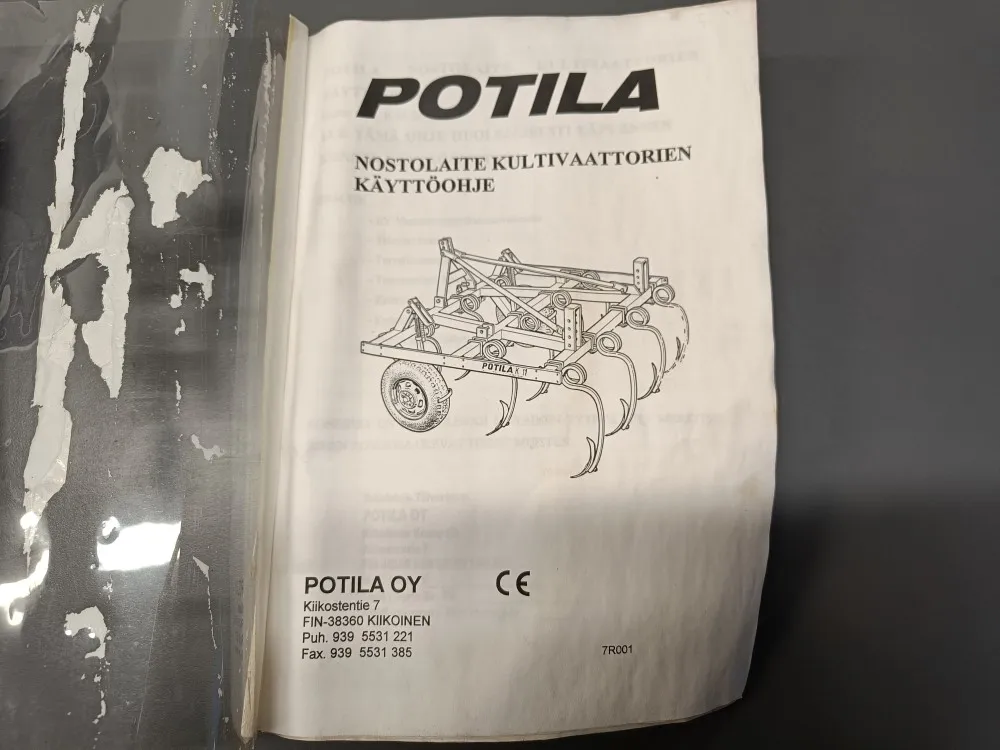 POTILA
NOSTOLAITE KULTIVAATTORIEN
KÄYTTÖOHJE
POTILA K 11
POTILA OY
CE
Kiikostentie 7
FIN-38360 KIIKOINEN
Puh. 939 5531 221
Fax. 939 5531 385
7R001